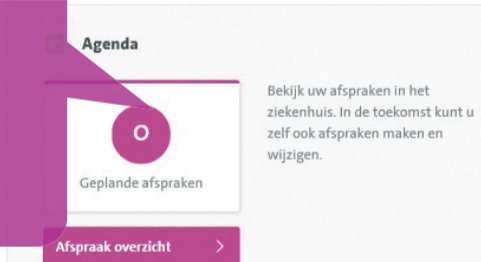 Agenda
0
Geplande afspraken
Bekijk uw afspraken in het
ziekenhuis. In de toekomst kunt u
zelf ook afspraken maken en
wijzigen.
Afspraak overzicht